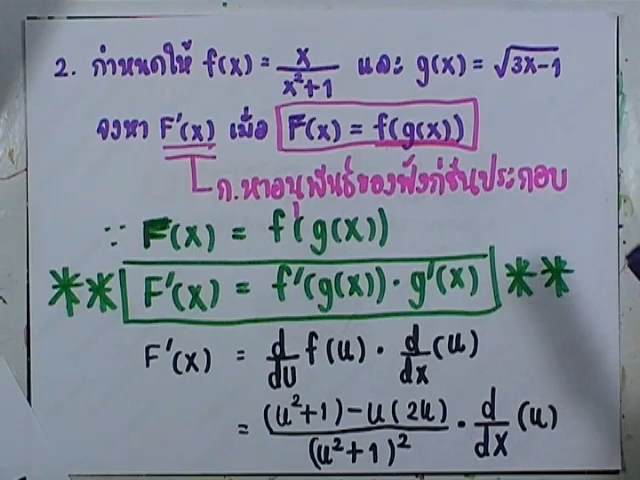 2. กำหนดให้ f(x) = x/(x²+1) และ g(x) = √(3x-1)
จงหา F'(x) เมื่อ F(x) = f(g(x))
ก.หาอนุพันธ์ของฟังก์ชันประกอบ
∵ F(x) = f(g(x))
** F'(x) = f'(g(x))·g'(x) **
F'(x) = d/du f(u) · d/dx (u)
= ((u²+1)-u(2u))/(u²+1)² · d/dx (u)